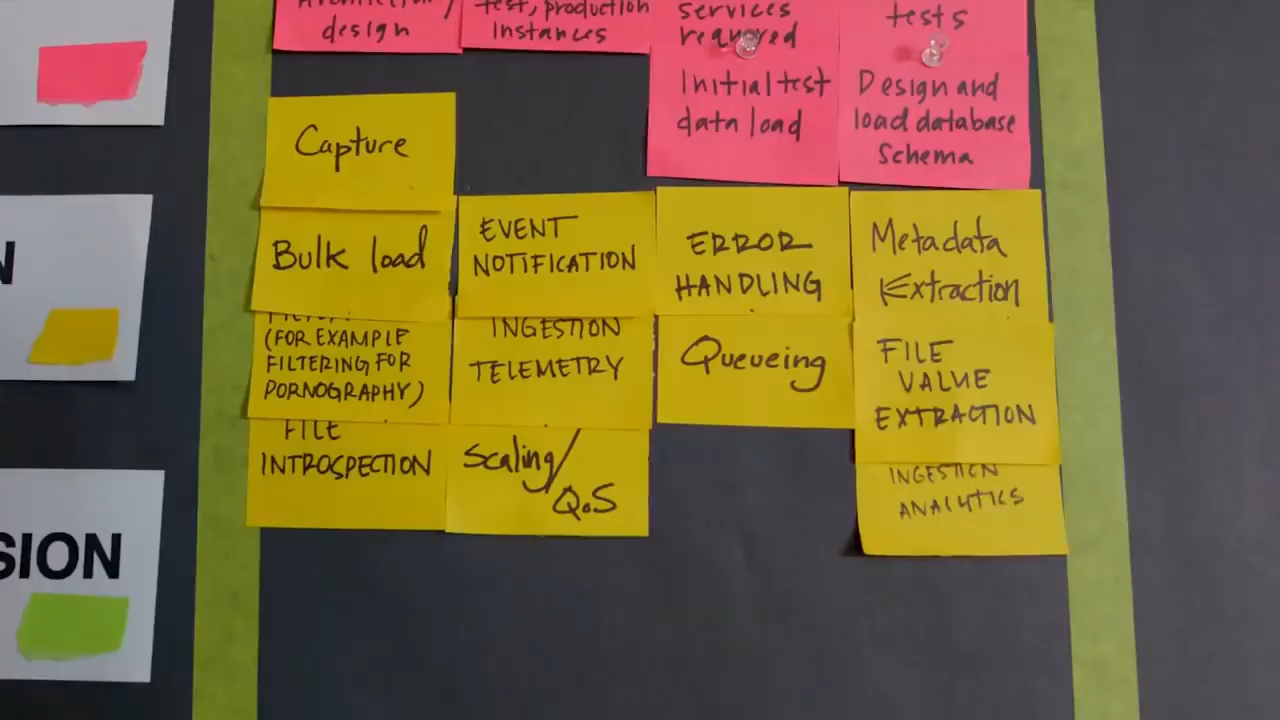 design
test, production
instances
services
required
Initial test
data load
tests
Design and
load database
Schema
Capture
Bulk load
EVENT
NOTIFICATION
ERROR
HANDLING
Metadata
Extraction
(FOR EXAMPLE
FILTERING FOR
PORNOGRAPHY)
INGESTION
TELEMETRY
Queueing
FILE
VALUE
EXTRACTION
FILE
INTROSPECTION
Scaling/
QoS
INGESTION
ANALYTICS
N
SION